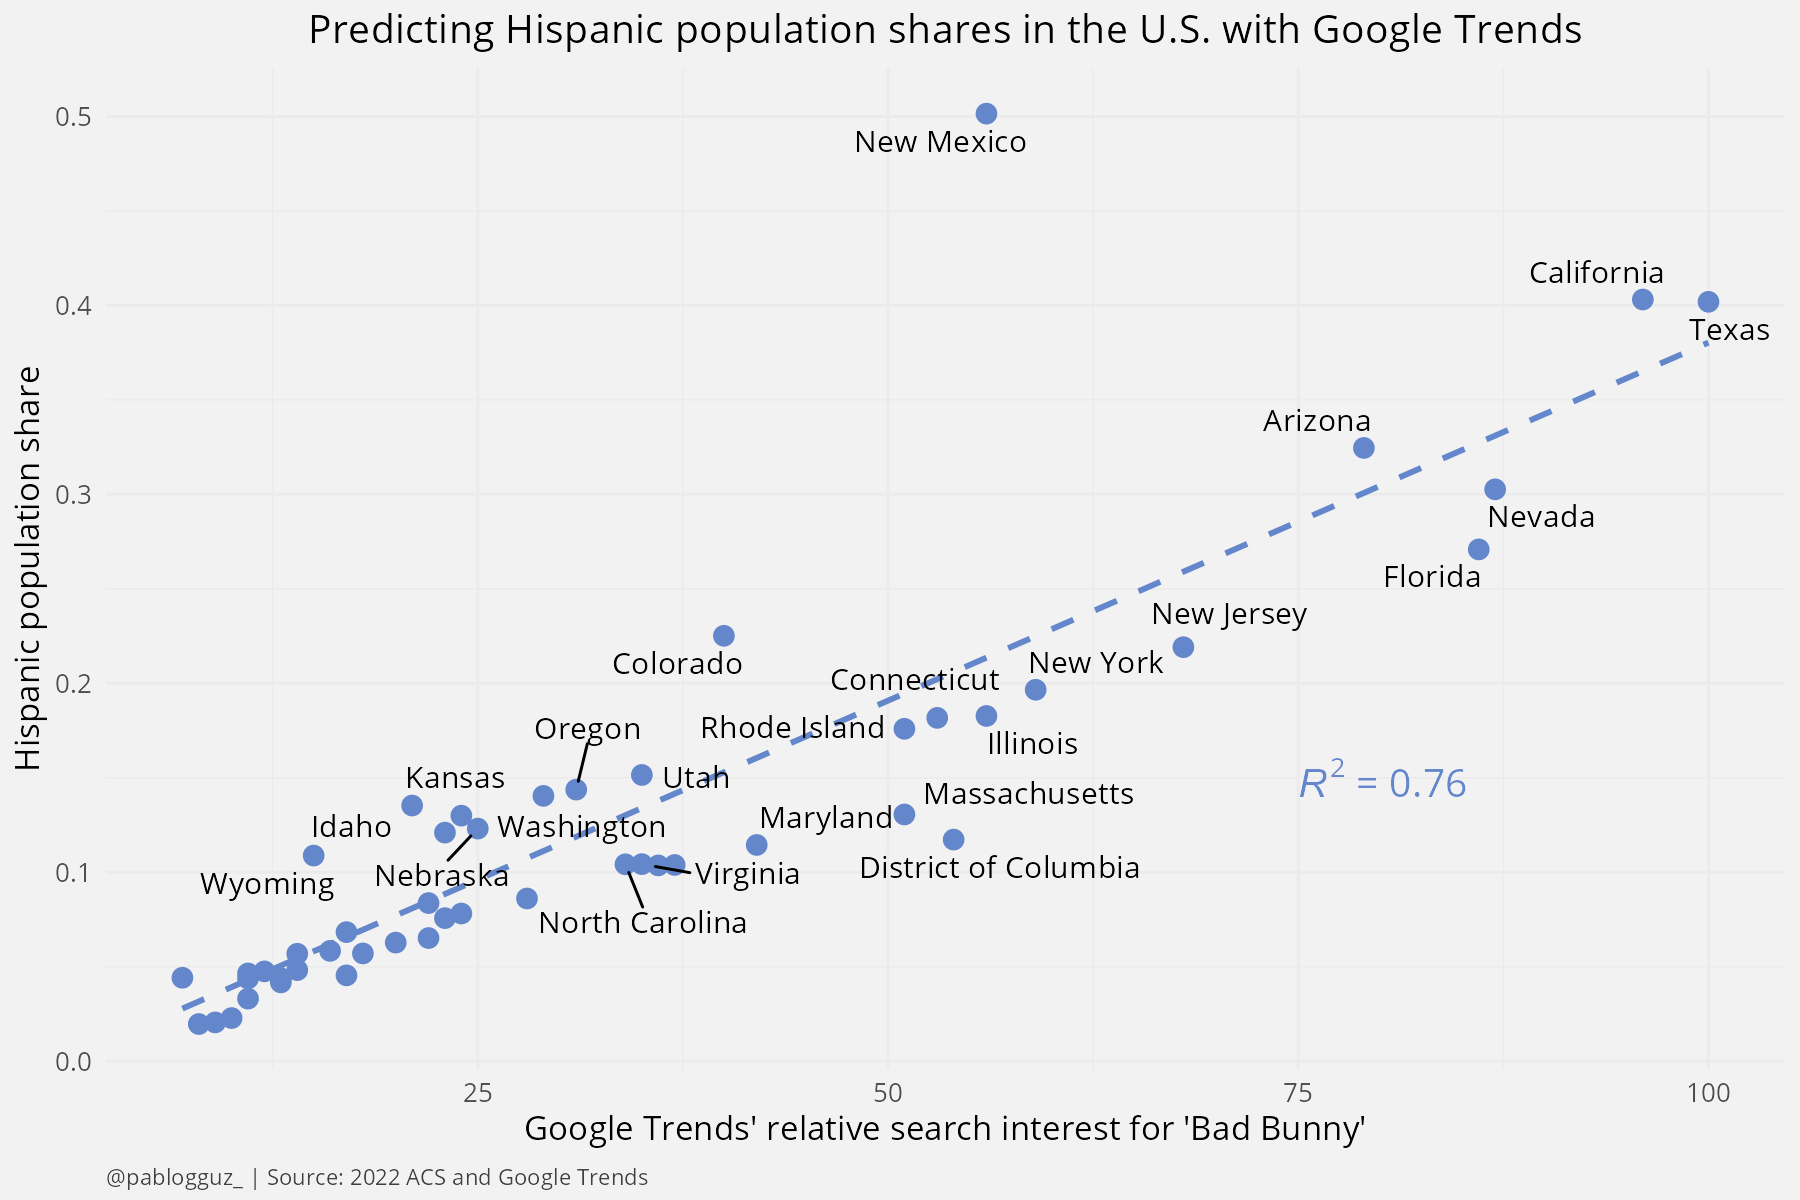 Predicting Hispanic population shares in the U.S. with Google Trends
0.5
New Mexico
California
0.4
Texas
Arizona
0.3
Nevada
Florida
New Jersey
Colorado
New York
Connecticut
0.2
Rhode Island
Oregon
Illinois
Kansas
Utah
R² = 0.76
Massachusetts
Idaho
Washington
Maryland
Wyoming
Nebraska
Virginia
District of Columbia
0.1
North Carolina
0.0
Hispanic population share
25 50 75 100
Google Trends' relative search interest for 'Bad Bunny'
@pablogguz_ | Source: 2022 ACS and Google Trends